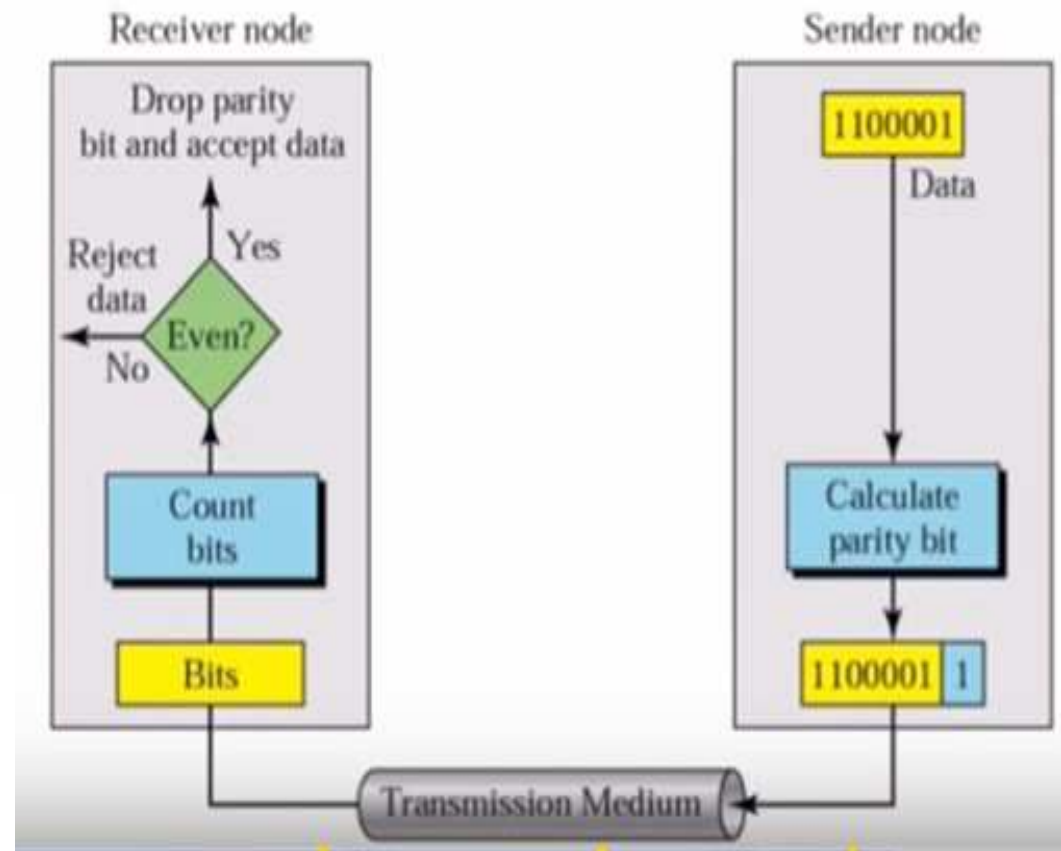 Receiver node
Drop parity
bit and accept data
Yes
Reject
data
Even?
No
Count
bits
Bits
Sender node
1100001
Data
Calculate
parity bit
1100001 1
Transmission Medium